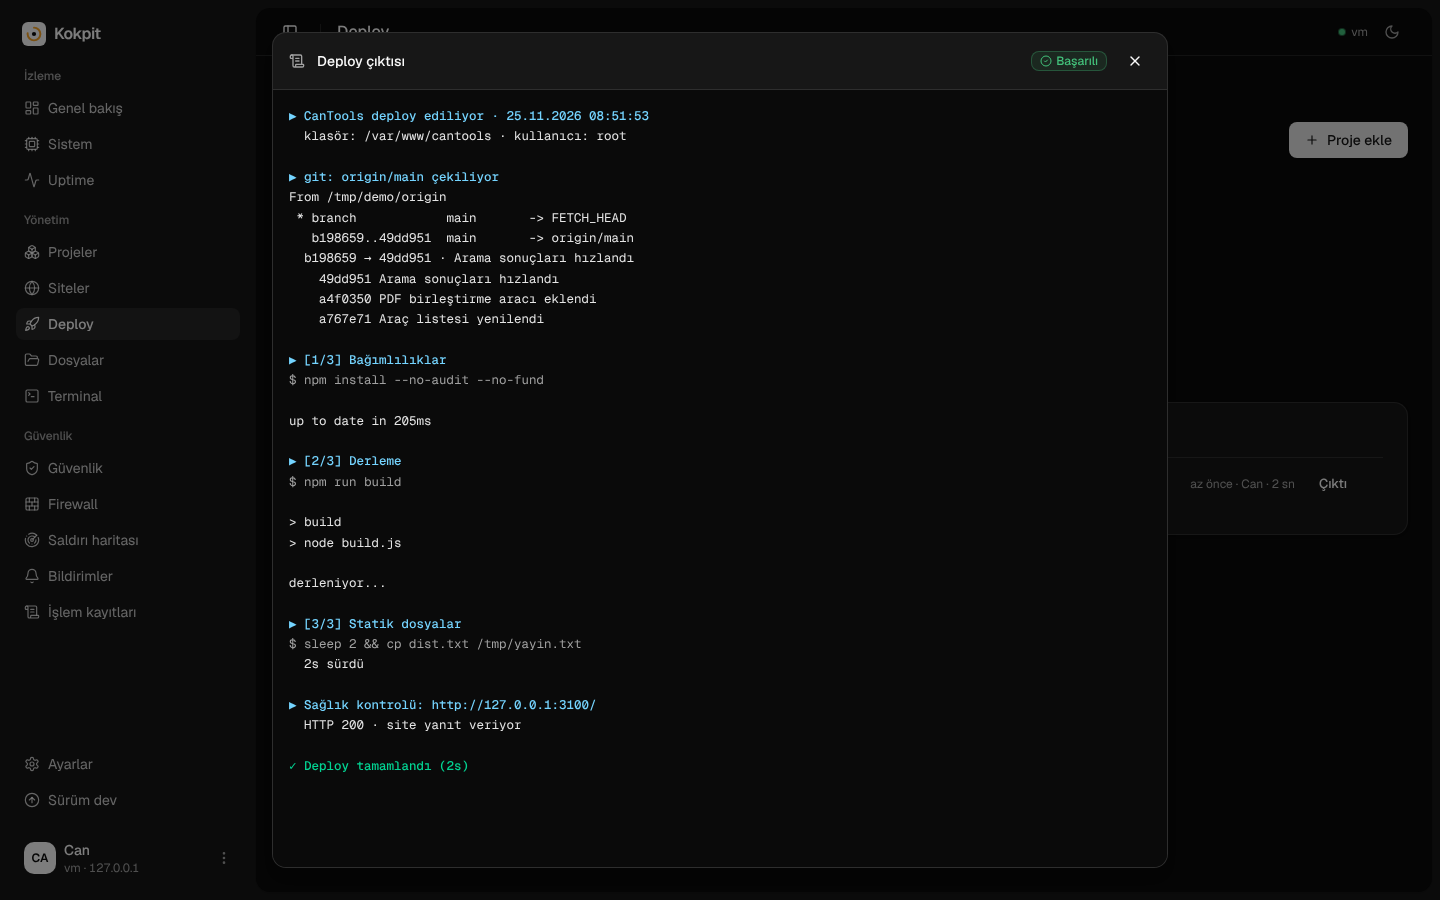 Kokpit
İzleme
Genel bakış
Sistem
Uptime
Yönetim
Projeler
Siteler
Deploy
Dosyalar
Terminal
Güvenlik
Güvenlik
Firewall
Saldırı haritası
Bildirimler
İşlem kayıtları
Ayarlar
Sürüm dev
CA
Can
vm · 127.0.0.1
Deploy
vm
Proje ekle
az önce · Can · 2 sn
Çıktı
Deploy çıktısı
Başarılı
▶ CanTools deploy ediliyor · 25.11.2026 08:51:53
klasör: /var/www/cantools · kullanıcı: root
▶ git: origin/main çekiliyor
From /tmp/demo/origin
* branch            main       -> FETCH_HEAD
b198659..49dd951  main       -> origin/main
b198659 → 49dd951 · Arama sonuçları hızlandı
49dd951 Arama sonuçları hızlandı
a4f0350 PDF birleştirme aracı eklendi
a767e71 Araç listesi yenilendi
▶ [1/3] Bağımlılıklar
$ npm install --no-audit --no-fund
up to date in 205ms
▶ [2/3] Derleme
$ npm run build
> build
> node build.js
derleniyor...
▶ [3/3] Statik dosyalar
$ sleep 2 && cp dist.txt /tmp/yayin.txt
2s sürdü
▶ Sağlık kontrolü: http://127.0.0.1:3100/
HTTP 200 · site yanıt veriyor
✓ Deploy tamamlandı (2s)